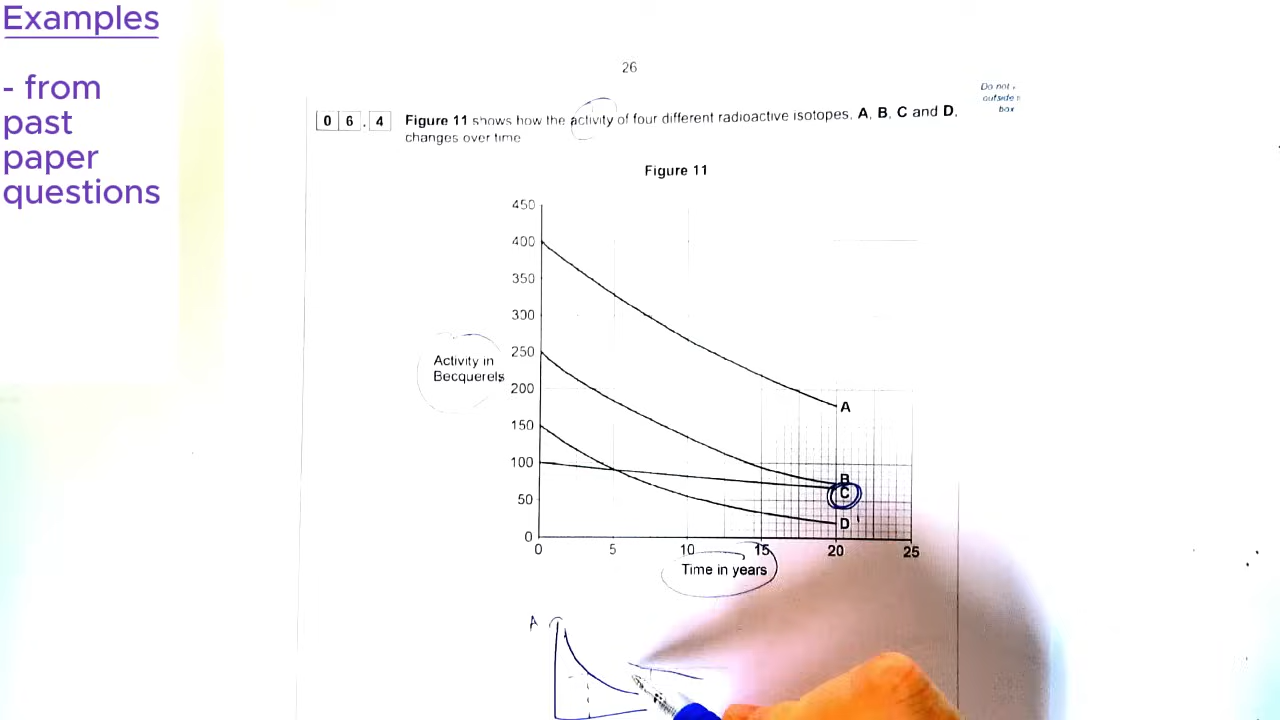 Examples
- from
past
paper
questions
26
Do not
outside
box
0 6 . 4 Figure 11 shows how the activity of four different radioactive isotopes, A, B, C and D,
changes over time
Figure 11
450
400
350
300
250
200
150
100
50
0
Activity in
Becquerels
A
B
C
D
0 5 10 15 20 25
Time in years
A